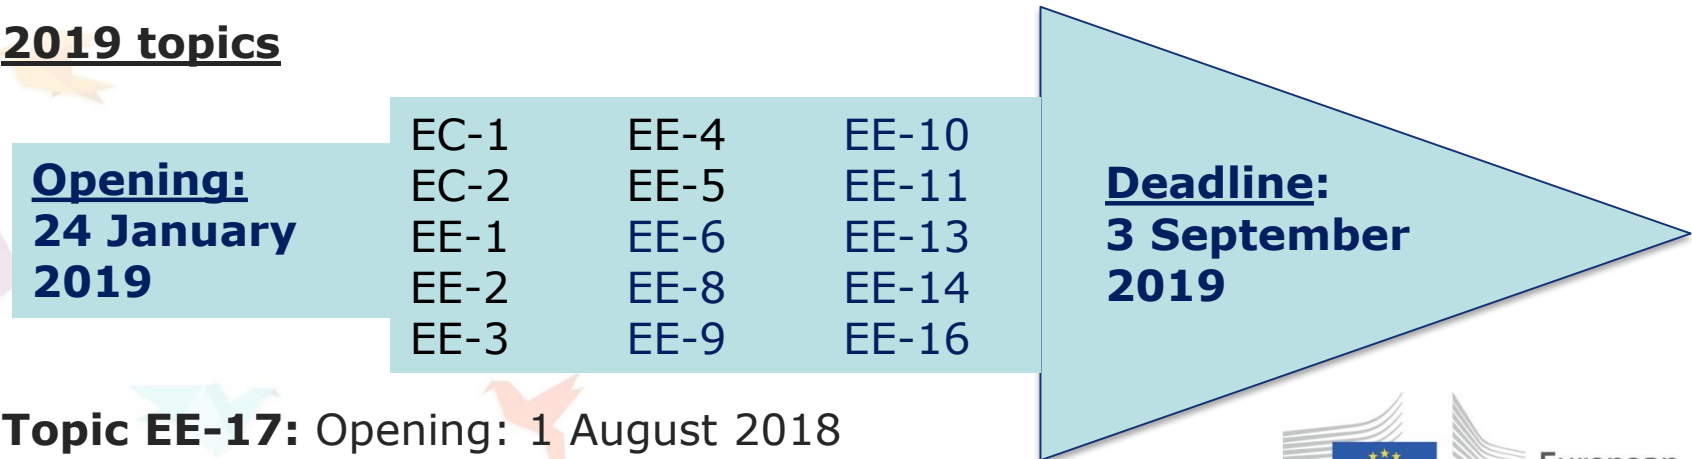 2019 topics
Opening:
24 January
2019
EC-1 EE-4 EE-10
EC-2 EE-5 EE-11
EE-1 EE-6 EE-13
EE-2 EE-8 EE-14
EE-3 EE-9 EE-16
Deadline:
3 September
2019
Topic EE-17: Opening: 1 August 2018